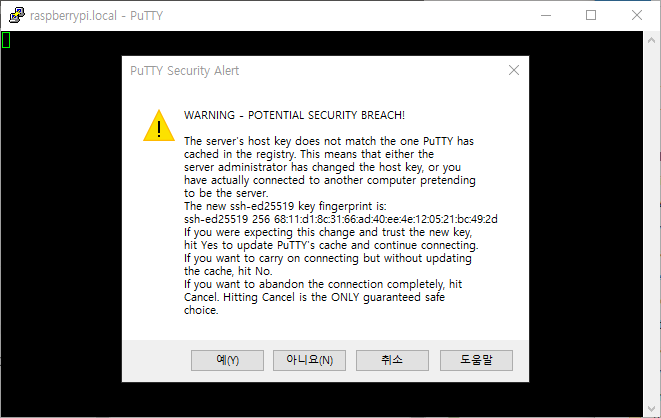 raspberrypi.local - PuTTY
PuTTY Security Alert
WARNING - POTENTIAL SECURITY BREACH!
The server's host key does not match the one PuTTY has
cached in the registry. This means that either the
server administrator has changed the host key, or you
have actually connected to another computer pretending
to be the server.
The new ssh-ed25519 key fingerprint is:
ssh-ed25519 256 68:11:d1:8c:31:66:ad:40:ee:4e:12:05:21:bc:49:2d
If you were expecting this change and trust the new key,
hit Yes to update PuTTY's cache and continue connecting.
If you want to carry on connecting but without updating
the cache, hit No.
If you want to abandon the connection completely, hit
Cancel. Hitting Cancel is the ONLY guaranteed safe
choice.
예(Y) 아니요(N) 취소 도움말